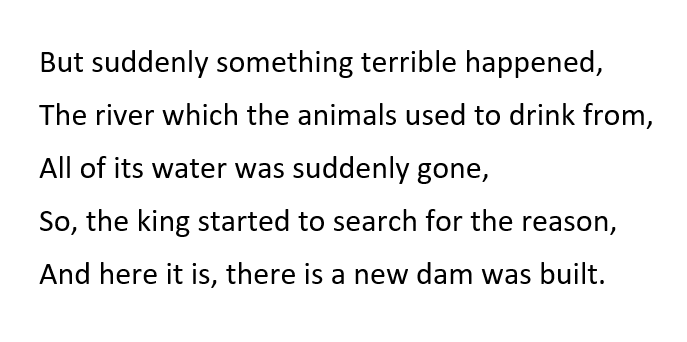 But suddenly something terrible happened,
The river which the animals used to drink from,
All of its water was suddenly gone,
So, the king started to search for the reason,
And here it is, there is a new dam was built.